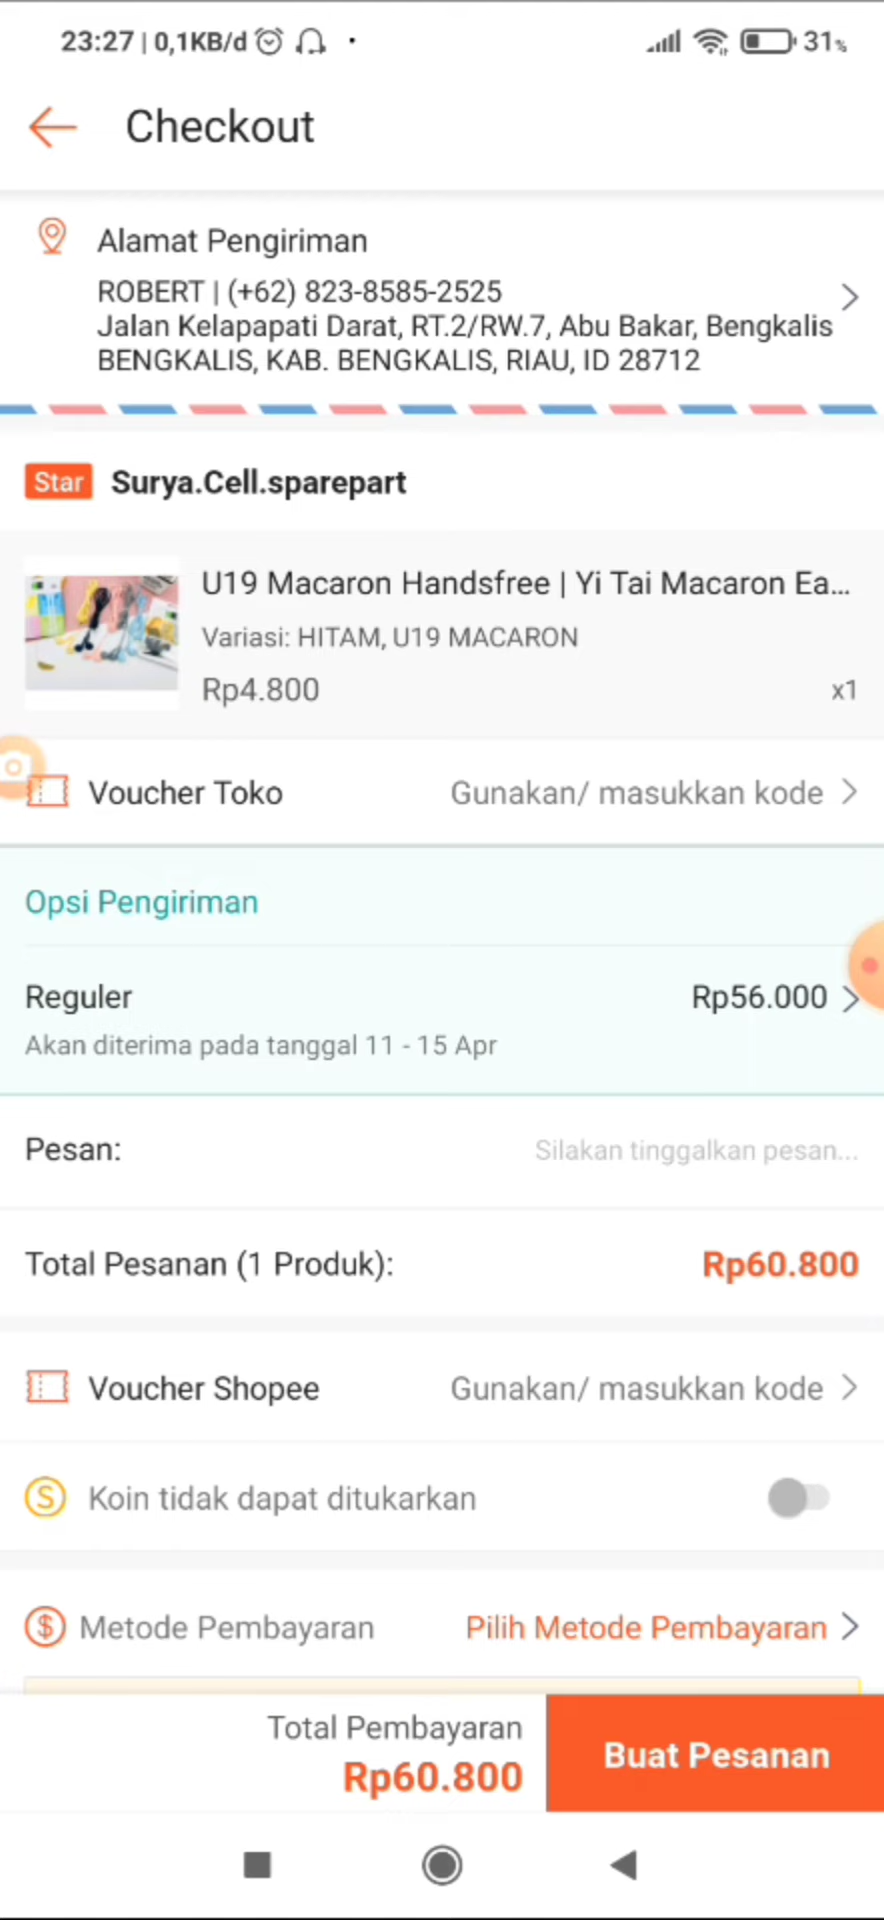 23:27 | 0,1KB/d
31%
Checkout
Alamat Pengiriman
ROBERT | (+62) 823-8585-2525
Jalan Kelapapati Darat, RT.2/RW.7, Abu Bakar, Bengkalis
BENGKALIS, KAB. BENGKALIS, RIAU, ID 28712
Star Surya.Cell.sparepart
U19 Macaron Handsfree | Yi Tai Macaron Ea...
Variasi: HITAM, U19 MACARON
Rp4.800 x1
Voucher Toko Gunakan/ masukkan kode
Opsi Pengiriman
Reguler Rp56.000
Akan diterima pada tanggal 11 - 15 Apr
Pesan: Silakan tinggalkan pesan...
Total Pesanan (1 Produk): Rp60.800
Voucher Shopee Gunakan/ masukkan kode
Koin tidak dapat ditukarkan
Metode Pembayaran Pilih Metode Pembayaran
Total Pembayaran
Rp60.800
Buat Pesanan